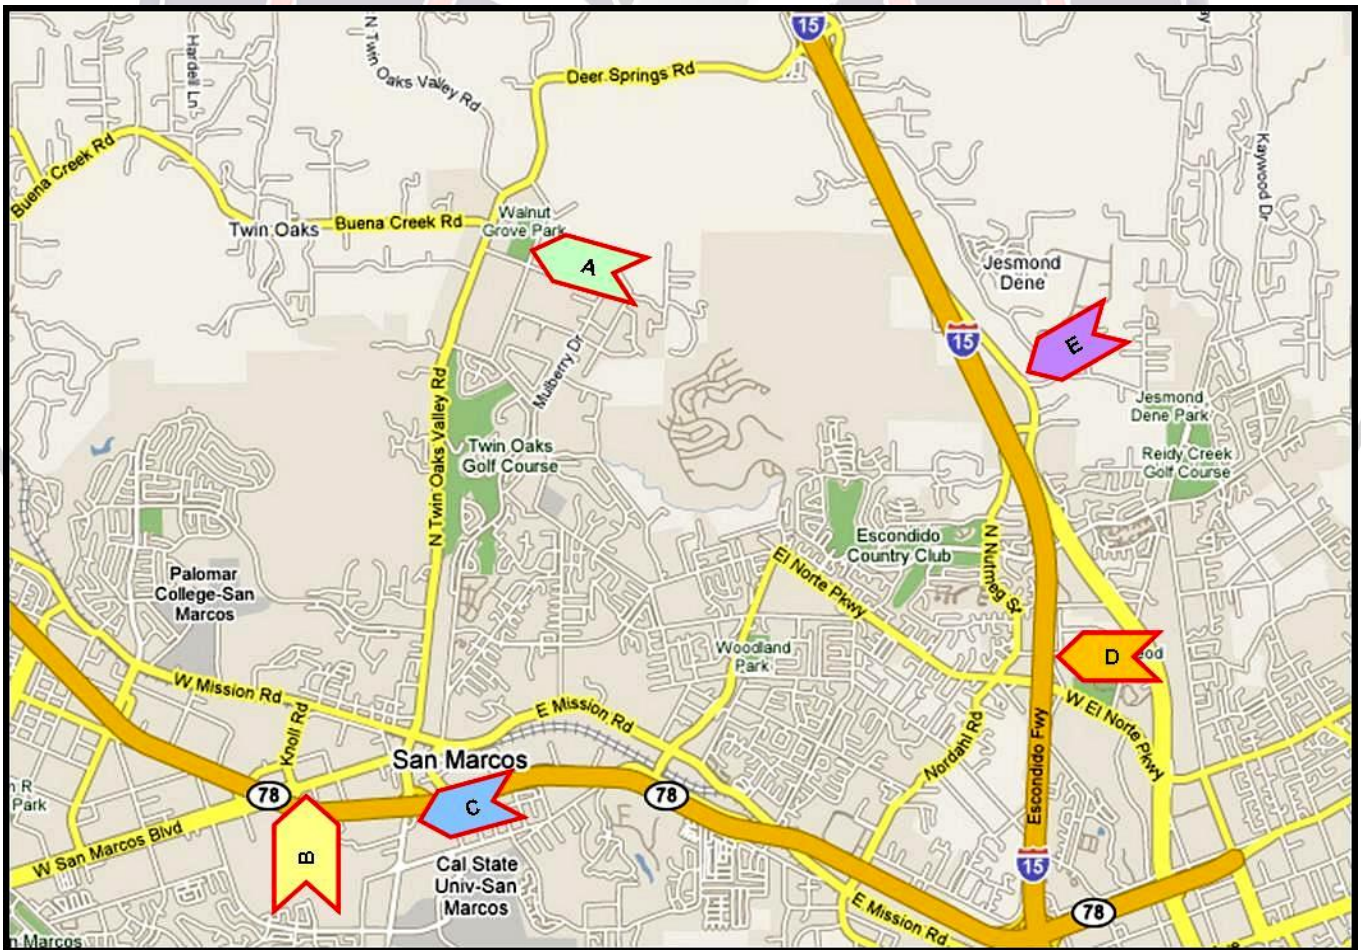 15
N Twin Oaks Valley Rd
Hardell Ln
Deer Springs Rd
Buena Creek Rd
Kaywood Dr
Walnut
Grove Park
Buena Creek Rd
Twin Oaks
A
Jesmond
Dene
15
E
Mulberry Dr
N Twin Oaks Valley Rd
Jesmond
Dene Park
Twin Oaks
Golf Course
Reidy Creek
Golf Course
Escondido
Country Club
N Nutmeg St
El Norte Pkwy
Palomar
College-San
Marcos
Woodland
Park
D
W Mission Rd
E Mission Rd
W El Norte Pkwy
Knoll Rd
Nordahl Rd
Escondido Fwy
San Marcos
78
78
Park
C
W San Marcos Blvd
B
Cal State
Univ-San
Marcos
15
E Mission Rd
78
Marcos